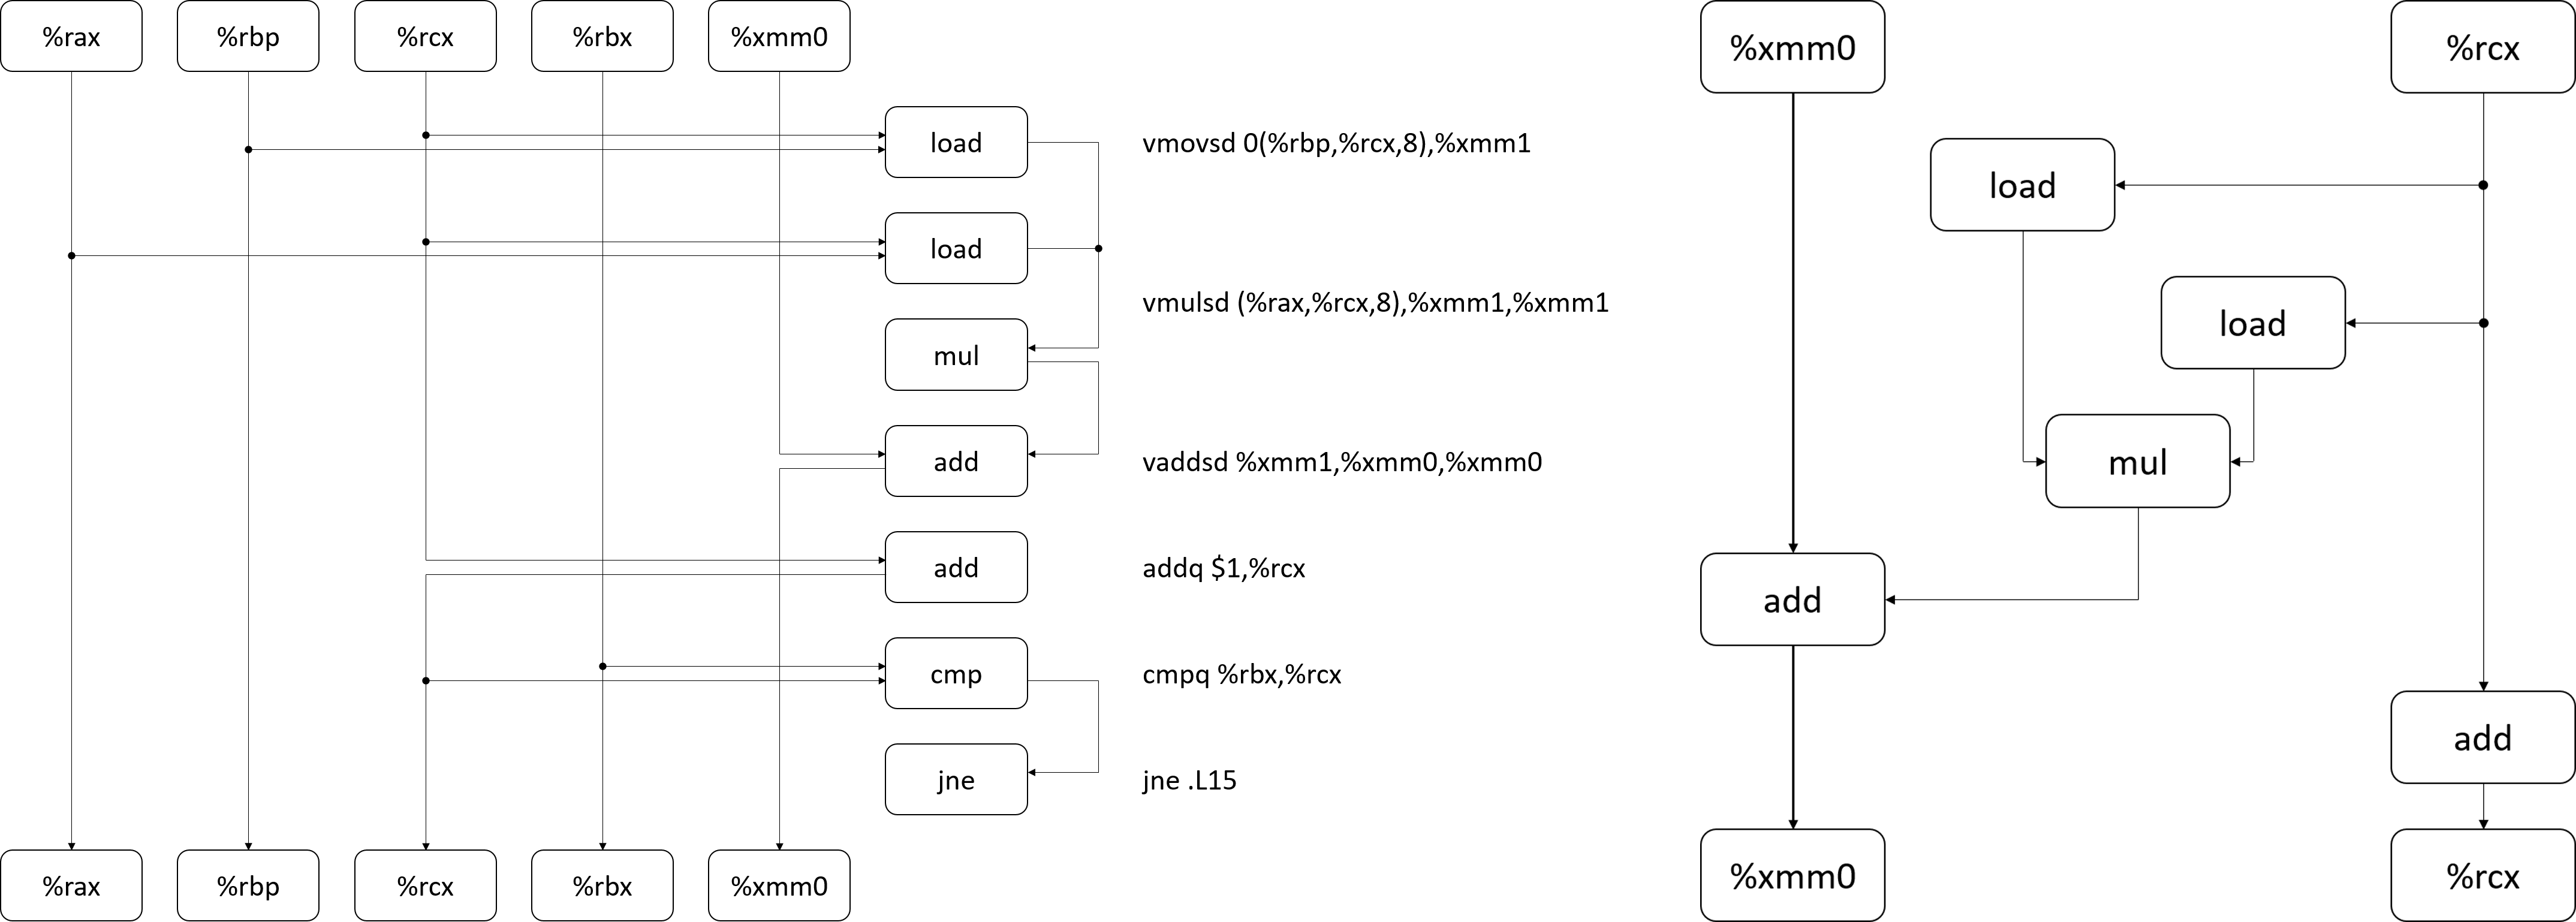 %rax
%rbp
%rcx
%rbx
%xmm0
load
vmovsd 0(%rbp,%rcx,8),%xmm1
load
vmulsd (%rax,%rcx,8),%xmm1,%xmm1
mul
add
vaddsd %xmm1,%xmm0,%xmm0
add
addq $1,%rcx
cmp
cmpq %rbx,%rcx
jne
jne .L15
%rax
%rbp
%rcx
%rbx
%xmm0
%xmm0
%rcx
load
load
mul
add
add
%xmm0
%rcx